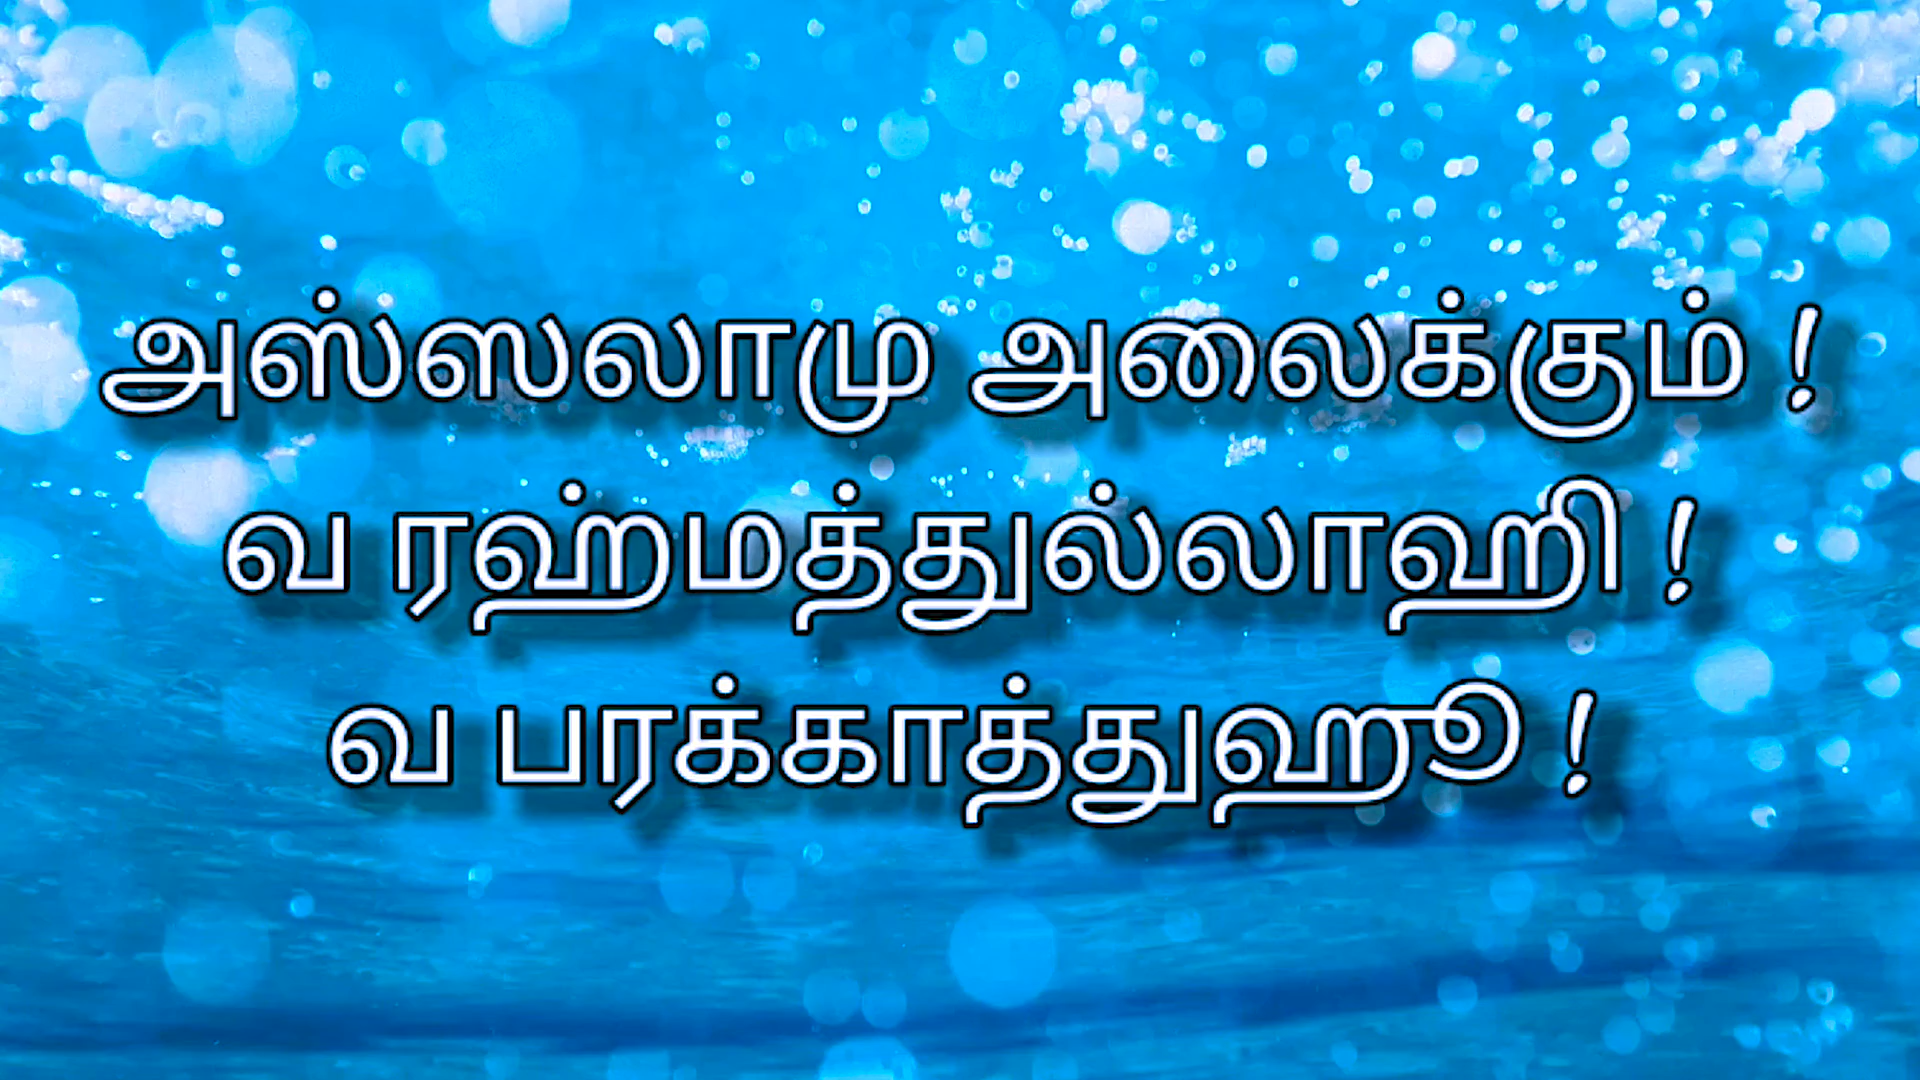 அஸ்ஸலாமு அலைக்கும் !
வ ரஹ்மத்துல்லாஹி !
வ பரக்காத்துஹூ !